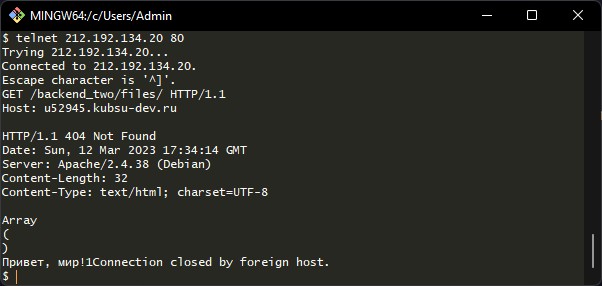 MINGW64:/c/Users/Admin
$ telnet 212.192.134.20 80
Trying 212.192.134.20...
Connected to 212.192.134.20.
Escape character is '^]'.
GET /backend_two/files/ HTTP/1.1
Host: u52945.kubsu-dev.ru

HTTP/1.1 404 Not Found
Date: Sun, 12 Mar 2023 17:34:14 GMT
Server: Apache/2.4.38 (Debian)
Content-Length: 32
Content-Type: text/html; charset=UTF-8

Array
(
)
Привет, мир!1Connection closed by foreign host.
$